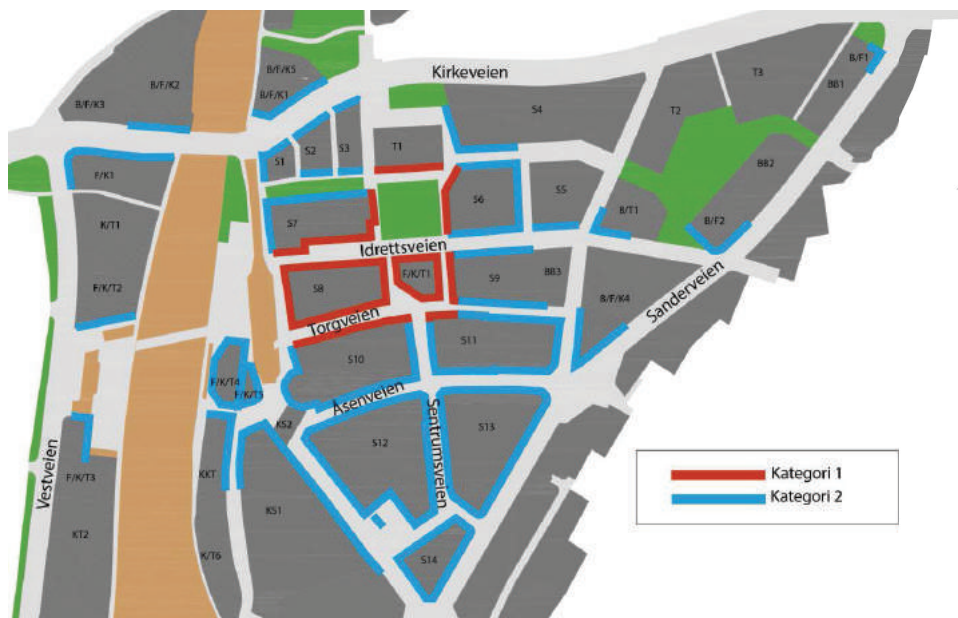 B/F/K5
B/F1
Kirkeveien
T3
B/F/K2
BB1
B/F/K1
B/F/K3
T2
S4
S1
S2
S3
T1
BB2
F/K1
S6
S5
B/T1
K/T1
S7
B/F2
Idrettsveien
F/K/T1
S9
BB3
F/K/T2
S8
B/F/K4
Sanderveien
Torgveien
S10
S11
F/K/T4
F/K/T5
Åsenveien
KS2
Sentrumsveien
S12
S13
Vestveien
F/K/T3
KKT
Kategori 1
Kategori 2
KS1
KT2
K/T6
S14